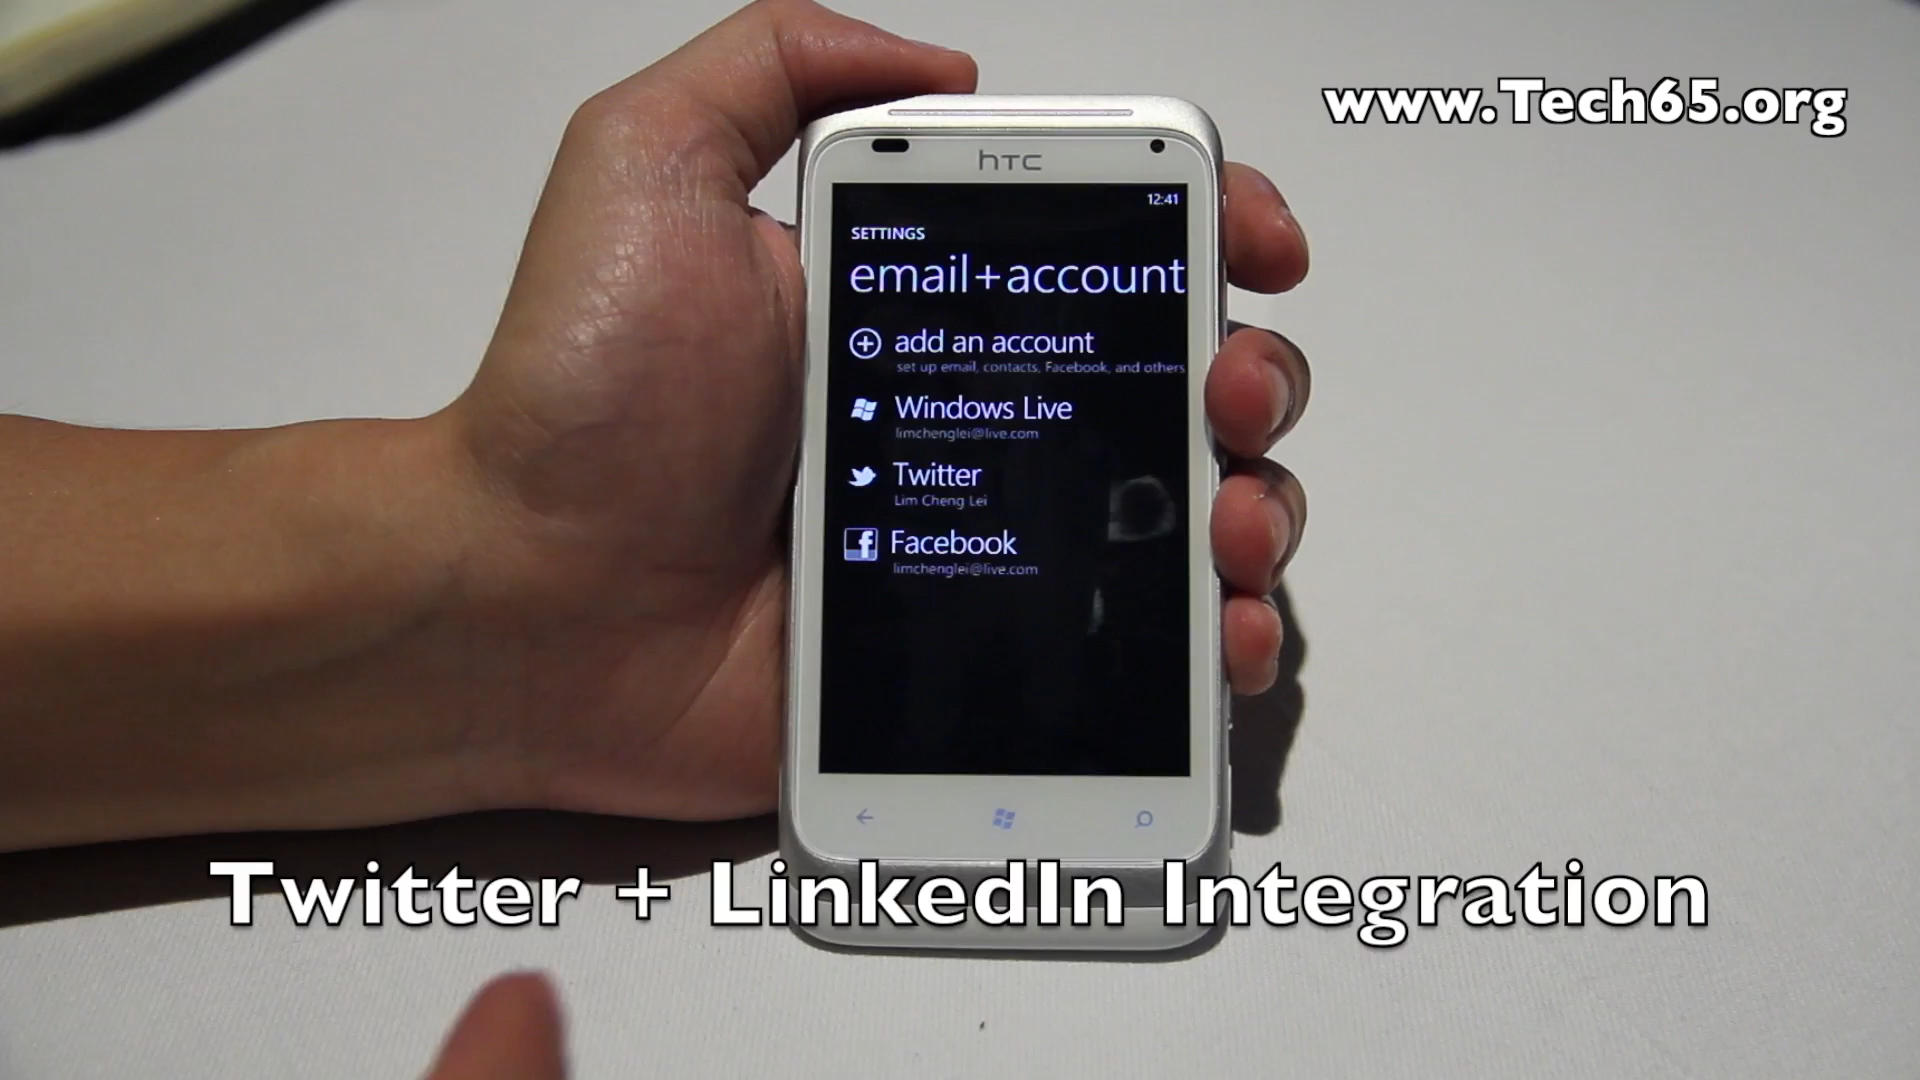 www.Tech65.org
hTC
12:41
SETTINGS
email+account
add an account
set up email, contacts, Facebook, and others
Windows Live
limchenglei@live.com
Twitter
Lim Cheng Lei
Facebook
limchenglei@live.com
Twitter + LinkedIn Integration